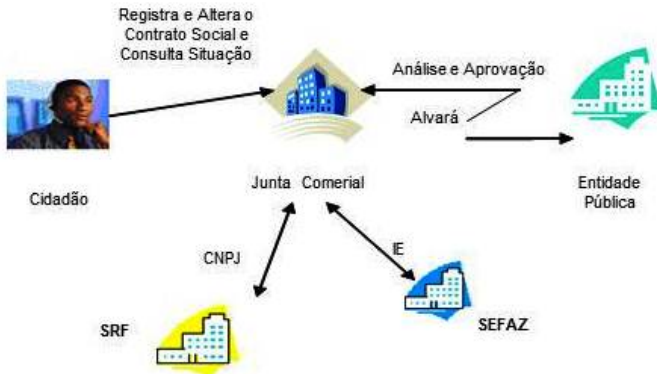 Registra e Altera o
Contrato Social e
Consulta Situação
Análise e Aprovação
Alvará
Cidadão
Junta Comerial
Entidade
Pública
CNPJ
IE
SRF
SEFAZ